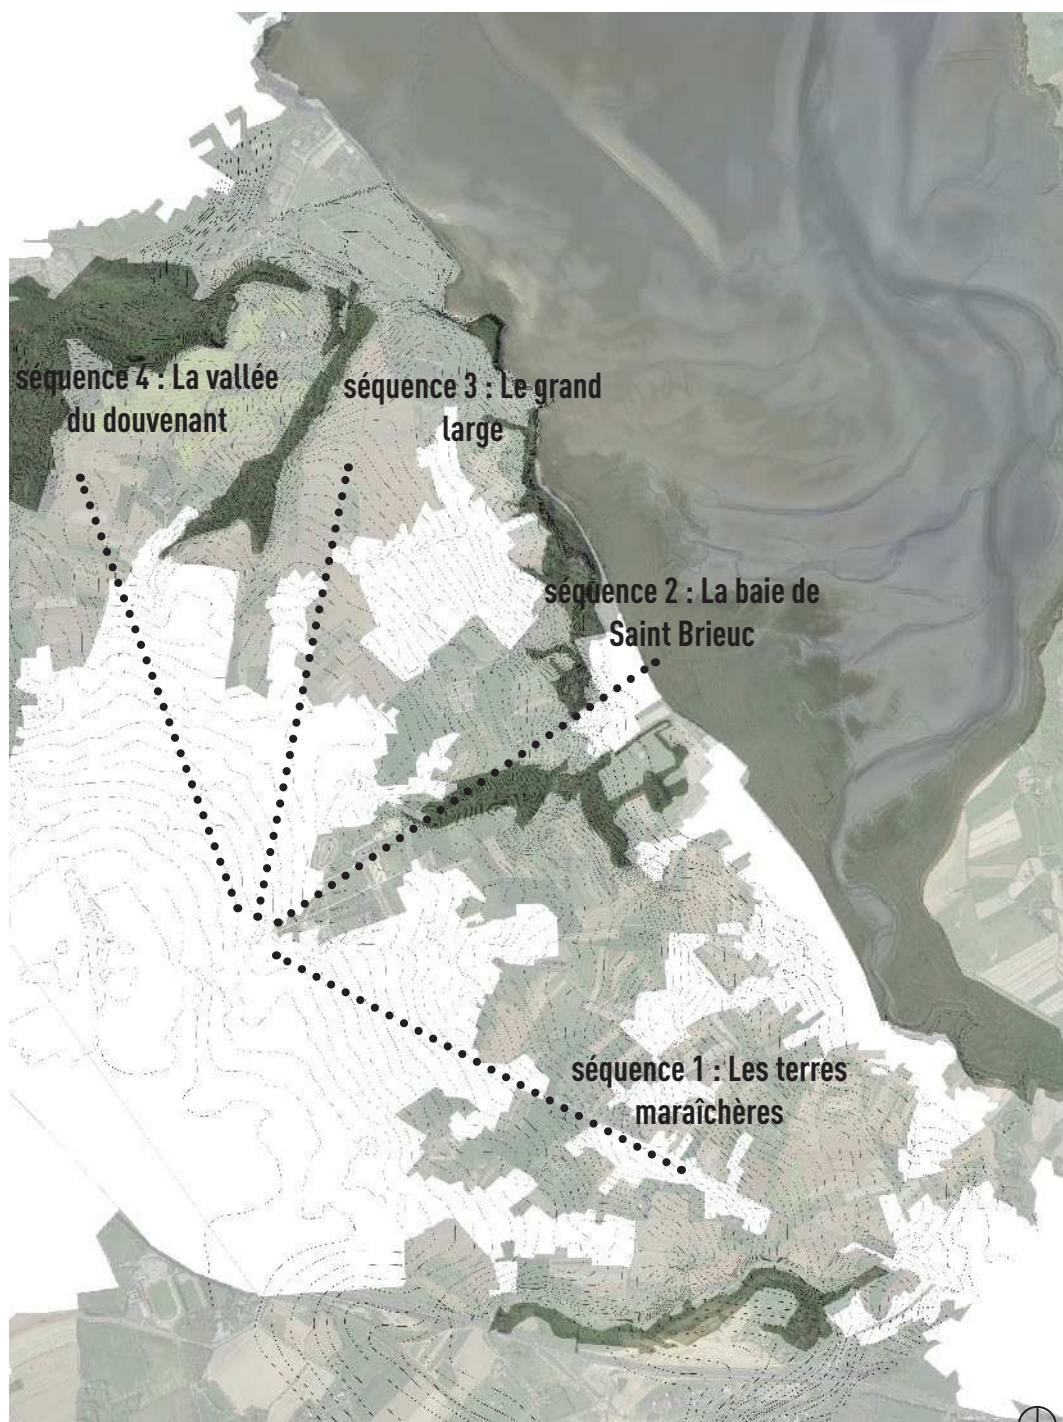 séquence 4 : La vallée
du douvenant
séquence 3 : Le grand
large
séquence 2 : La baie de
Saint Brieuc
séquence 1 : Les terres
maraîchères